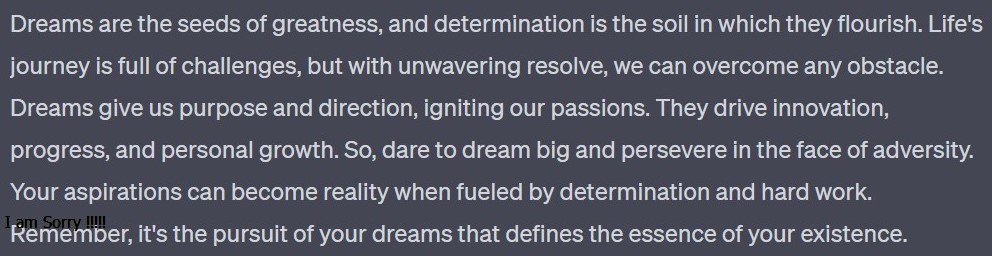 Dreams are the seeds of greatness, and determination is the soil in which they flourish. Life's
journey is full of challenges, but with unwavering resolve, we can overcome any obstacle.
Dreams give us purpose and direction, igniting our passions. They drive innovation,
progress, and personal growth. So, dare to dream big and persevere in the face of adversity.
Your aspirations can become reality when fueled by determination and hard work.
I am Sorry !!!!!
Remember, it's the pursuit of your dreams that defines the essence of your existence.